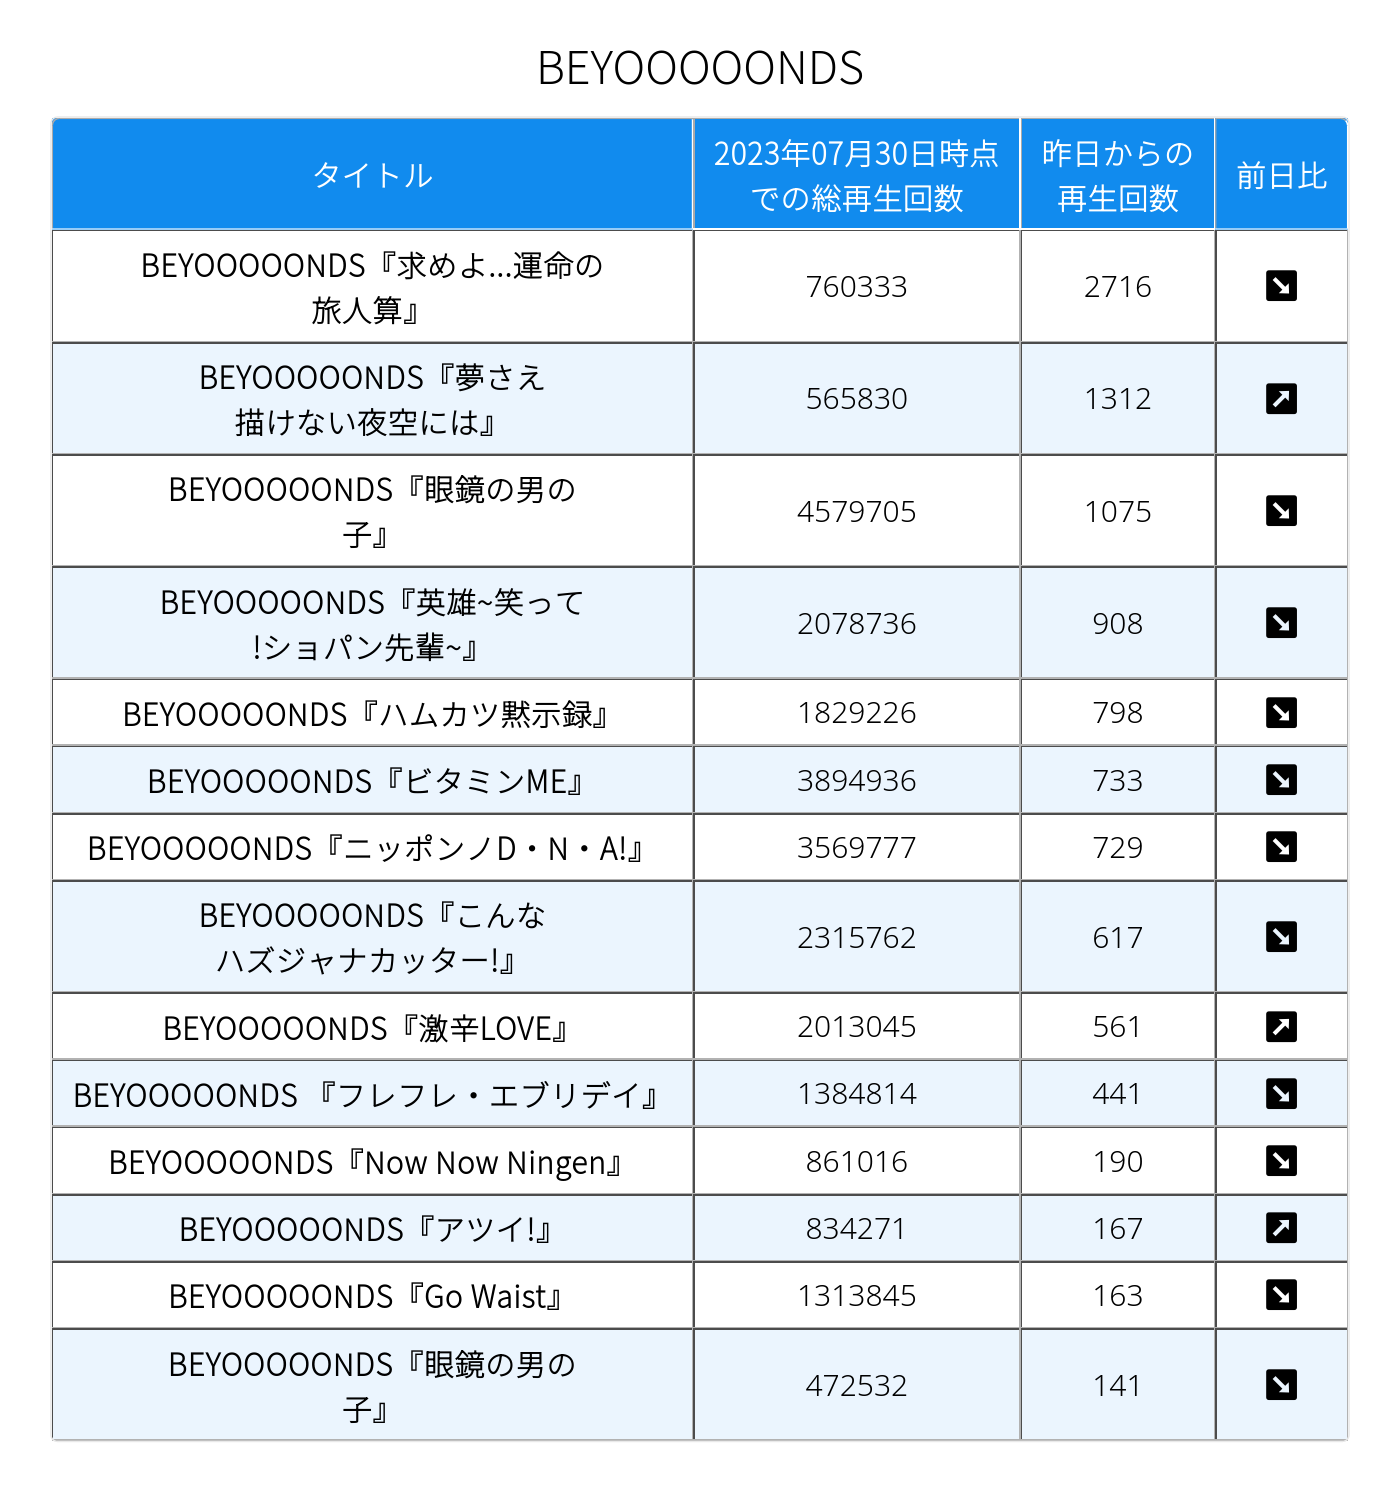 BEYOOOOONDS
タイトル
2023年07月30日時点
での総再生回数
昨日からの
再生回数
前日比
BEYOOOOONDS『求めよ...運命の
旅人算』
760333
2716
BEYOOOOONDS『夢さえ
描けない夜空には』
565830
1312
BEYOOOOONDS『眼鏡の男の
子』
4579705
1075
BEYOOOOONDS『英雄~笑って
!ショパン先輩~』
2078736
908
BEYOOOOONDS『ハムカツ黙示録』
1829226
798
BEYOOOOONDS『ビタミンME』
3894936
733
BEYOOOOONDS『ニッポンノD・N・A!』
3569777
729
BEYOOOOONDS『こんな
ハズジャナカッター!』
2315762
617
BEYOOOOONDS『激辛LOVE』
2013045
561
BEYOOOOONDS 『フレフレ・エブリデイ』
1384814
441
BEYOOOOONDS『Now Now Ningen』
861016
190
BEYOOOOONDS『アツイ!』
834271
167
BEYOOOOONDS『Go Waist』
1313845
163
BEYOOOOONDS『眼鏡の男の
子』
472532
141